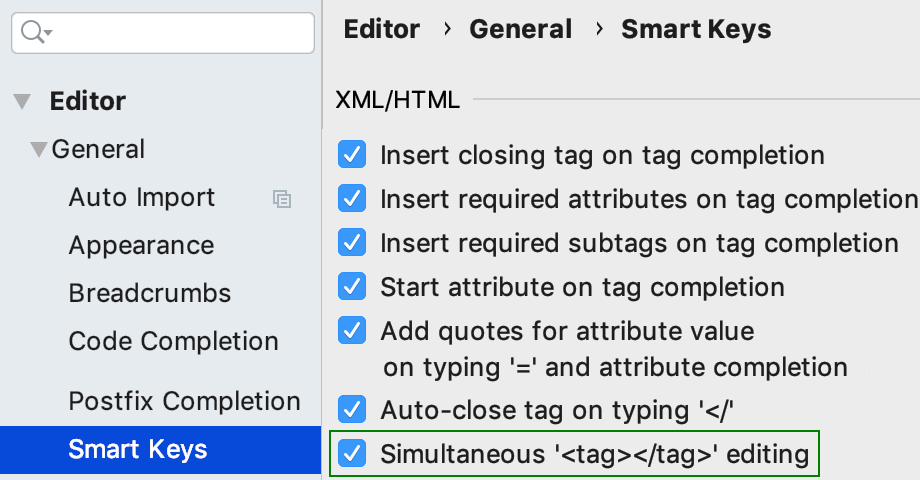 Editor › General › Smart Keys
Editor
General
Auto Import
Appearance
Breadcrumbs
Code Completion
Postfix Completion
Smart Keys
XML/HTML
Insert closing tag on tag completion
Insert required attributes on tag completion
Insert required subtags on tag completion
Start attribute on tag completion
Add quotes for attribute value
on typing '=' and attribute completion
Auto-close tag on typing '</'
Simultaneous '<tag></tag>' editing